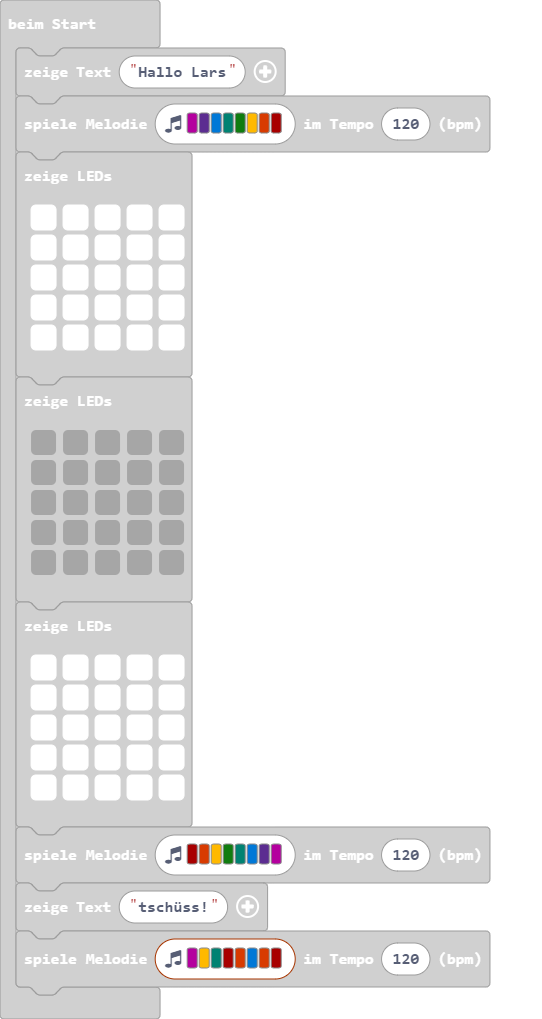 beim Start
zeige Text "Hallo Lars"
spiele Melodie im Tempo 120 (bpm)
zeige LEDs
zeige LEDs
zeige LEDs
spiele Melodie im Tempo 120 (bpm)
zeige Text "tschüss!"
spiele Melodie im Tempo 120 (bpm)